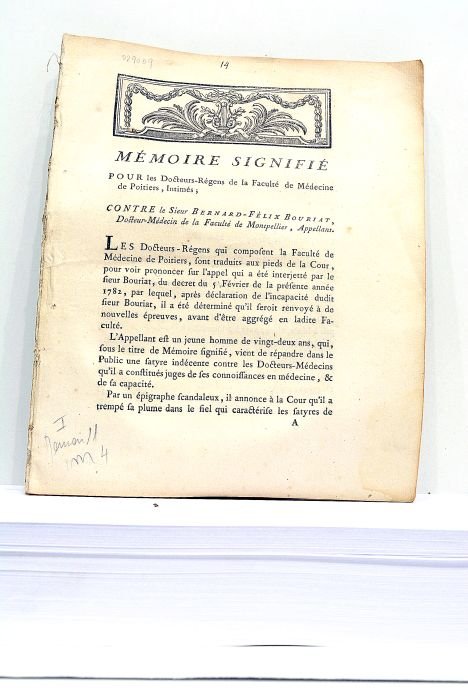 029009
14
MÉMOIRE SIGNIFIÉ
POUR les Docteurs-Régens de la Faculté de Médecine
de Poitiers, Intimés ;
CONTRE le Sieur BERNARD-FÉLIX BOURIAT,
Docteur-Médecin de la Faculté de Montpellier, Appellant.
LES Docteurs-Régens qui composent la Faculté de
Médecine de Poitiers, sont traduits aux pieds de la Cour,
pour voir prononcer sur l'appel qui a été interjetté par le
sieur Bouriat, du decret du 5 Février de la présente année
1782, par lequel, après déclaration de l'incapacité dudit
sieur Bouriat, il a été déterminé qu'il seroit renvoyé à de
nouvelles épreuves, avant d'être aggrégé en ladite Fa-
culté.
L'Appellant est un jeune homme de vingt-deux ans, qui,
sous le titre de Mémoire signifié, vient de répandre dans le
Public une satyre indécente contre les Docteurs-Médecins
qu'il a constitués juges de ses connoissances en médecine, &
de sa capacité.
Par un épigraphe scandaleux, il annonce à la Cour qu'il a
trempé sa plume dans le fiel qui caractérise les satyres de
A
I
4